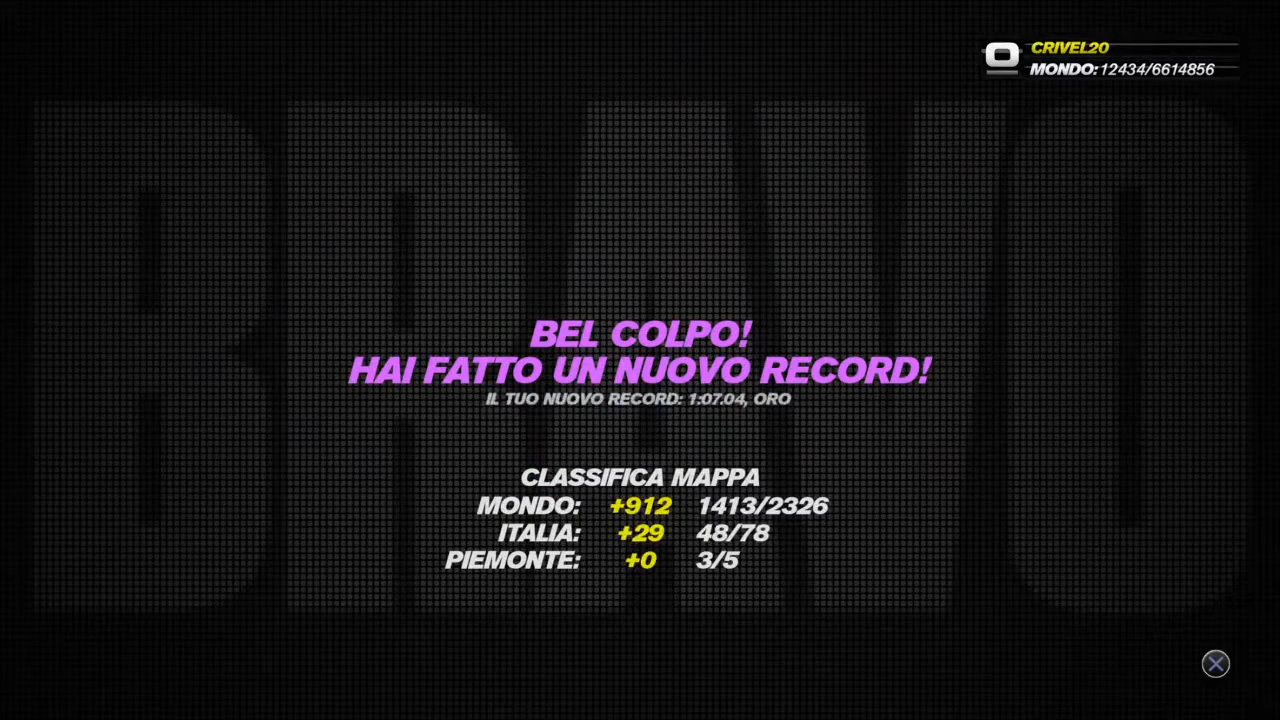 CRIVEL20
MONDO: 12434/6614856
BRAVO
BEL COLPO!
HAI FATTO UN NUOVO RECORD!
IL TUO NUOVO RECORD: 1:07.04, ORO
CLASSIFICA MAPPA
MONDO: +912 1413/2326
ITALIA: +29 48/78
PIEMONTE: +0 3/5